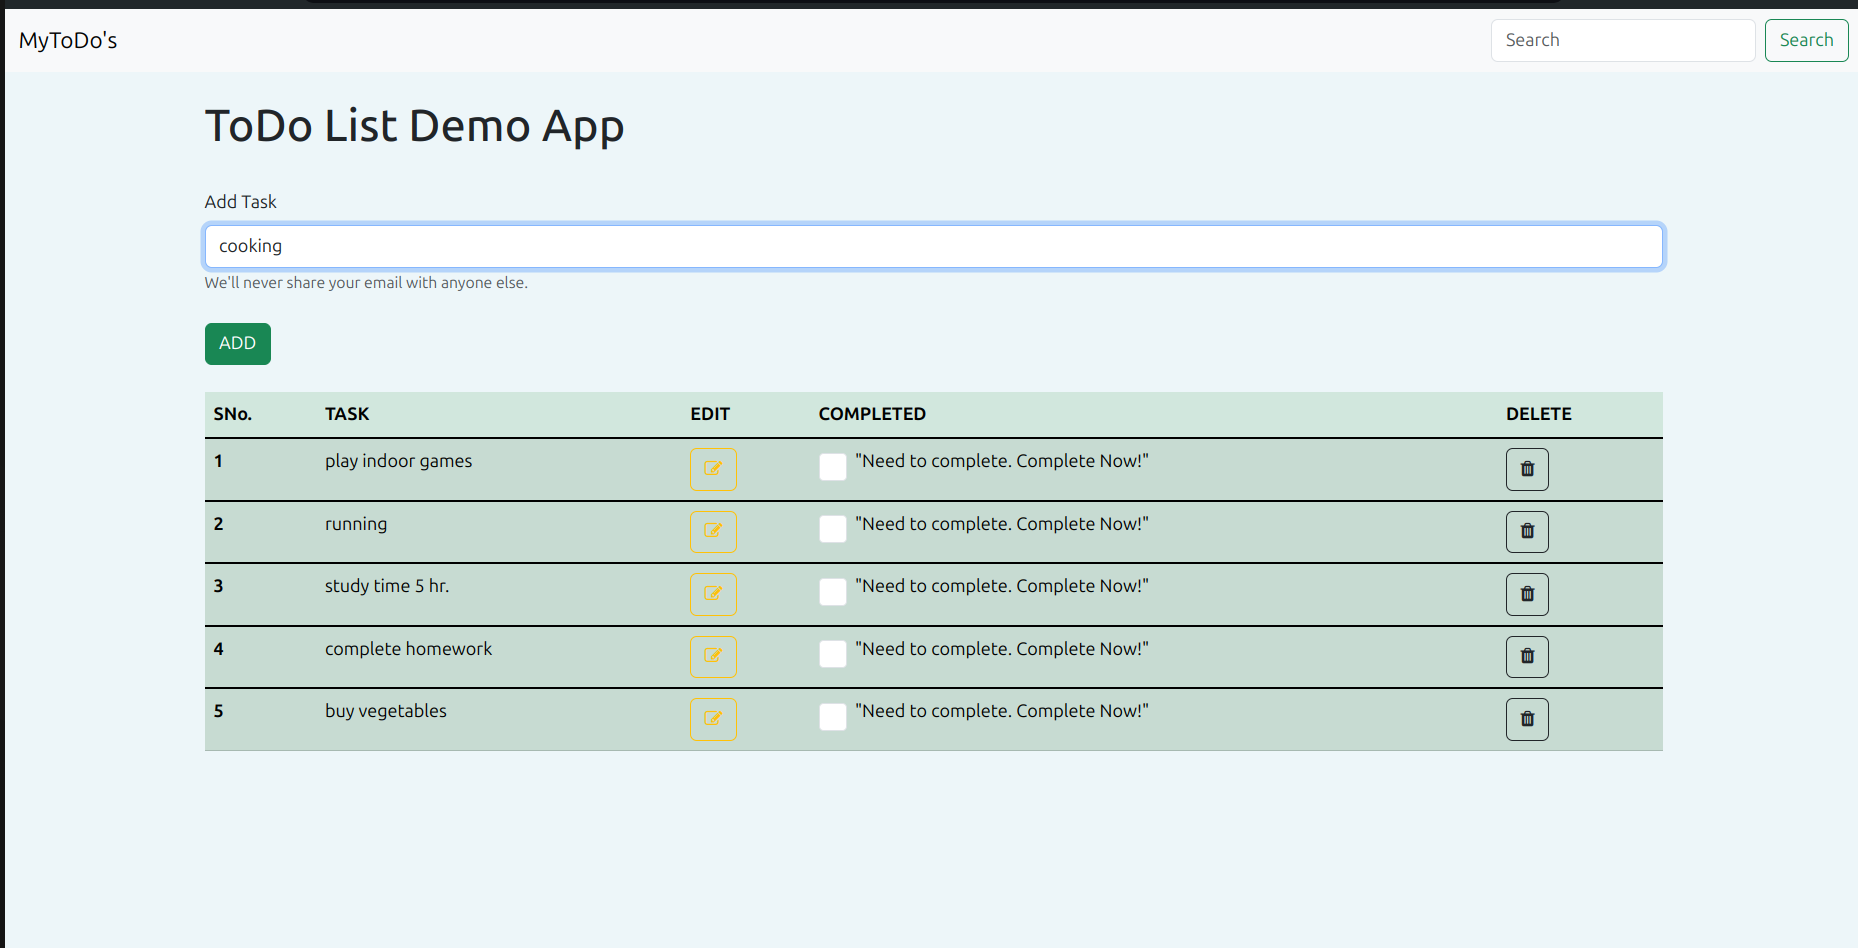 MyToDo's Search Search
ToDo List Demo App
Add Task
cooking
We'll never share your email with anyone else.
ADD
SNo. TASK EDIT COMPLETED DELETE
1 play indoor games "Need to complete. Complete Now!"
2 running "Need to complete. Complete Now!"
3 study time 5 hr. "Need to complete. Complete Now!"
4 complete homework "Need to complete. Complete Now!"
5 buy vegetables "Need to complete. Complete Now!"